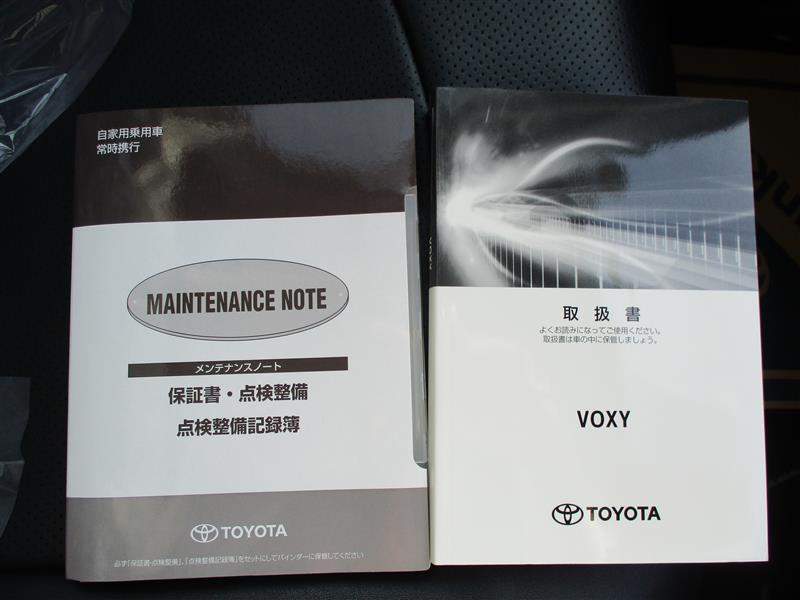 自家用乗用車
常時携行
MAINTENANCE NOTE
メンテナンスノート
保証書・点検整備
点検整備記録簿
TOYOTA
必ず「保証書・点検整備」、「点検整備記録簿」をセットにしてバインダーに保管してください
取扱書
よくお読みになってご使用ください。
取扱書は車の中に保管しましょう。
VOXY
TOYOTA
VOXY